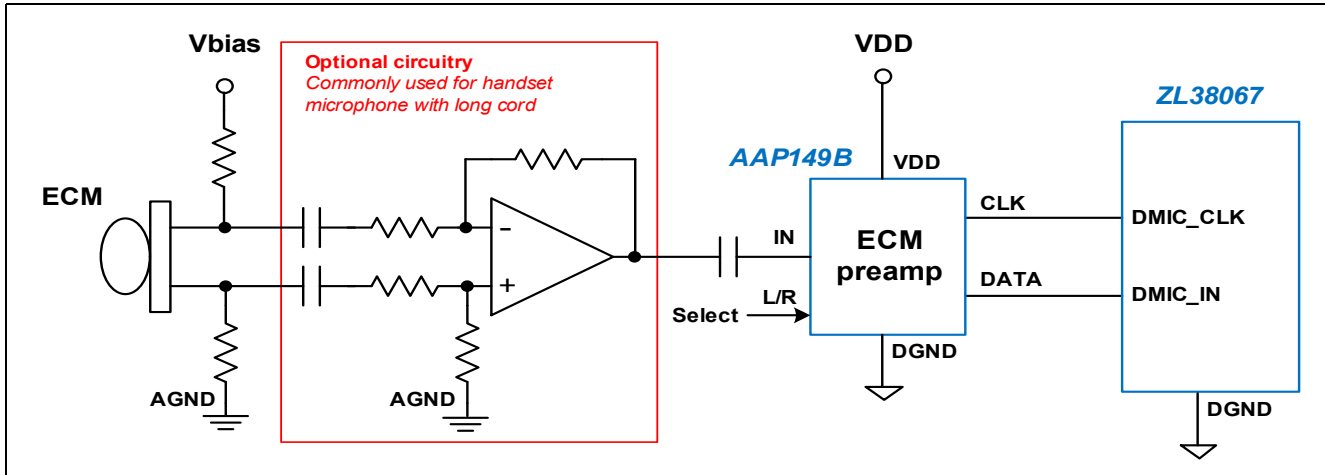 Vbias
Optional circuitry
Commonly used for handset
microphone with long cord
VDD
ZL38067
AAP149B
VDD
ECM
CLK
DMIC_CLK
-
IN
ECM
preamp
+
DATA
DMIC_IN
L/R
Select
DGND
AGND
AGND
DGND